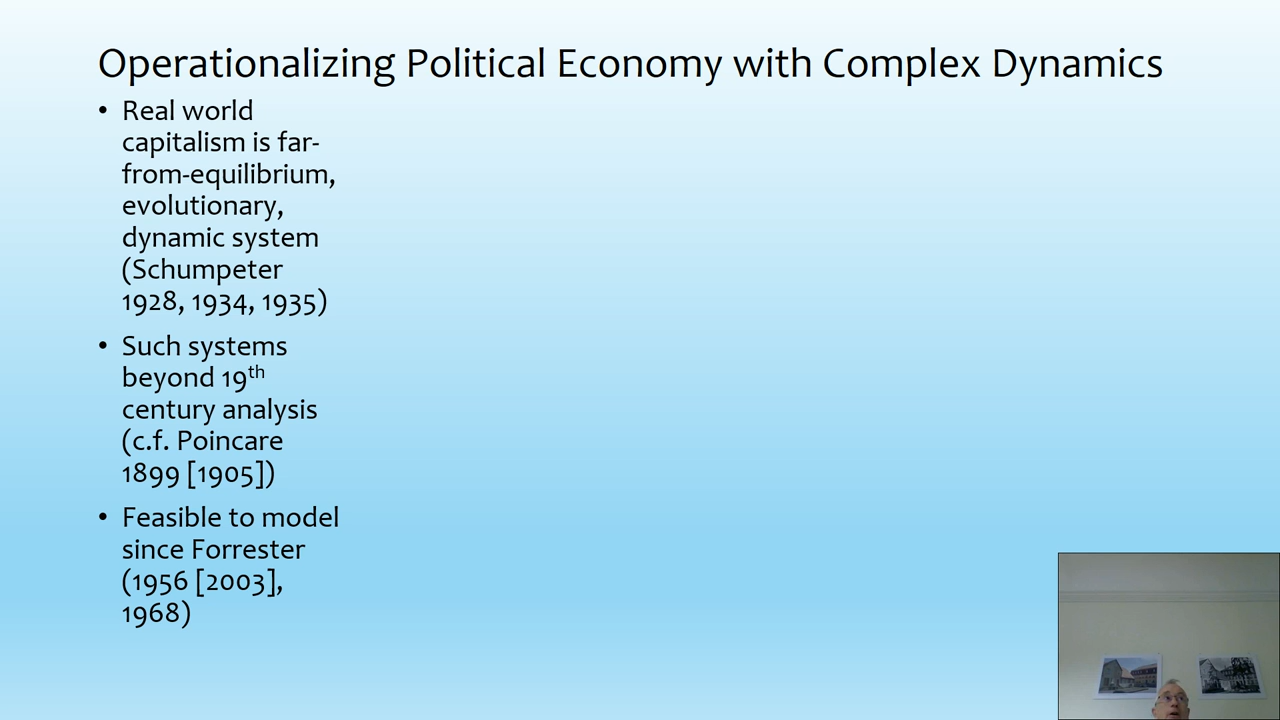 Operationalizing Political Economy with Complex Dynamics
• Real world
capitalism is far-
from-equilibrium,
evolutionary,
dynamic system
(Schumpeter
1928, 1934, 1935)
• Such systems
beyond 19th
century analysis
(c.f. Poincare
1899 [1905])
• Feasible to model
since Forrester
(1956 [2003],
1968)